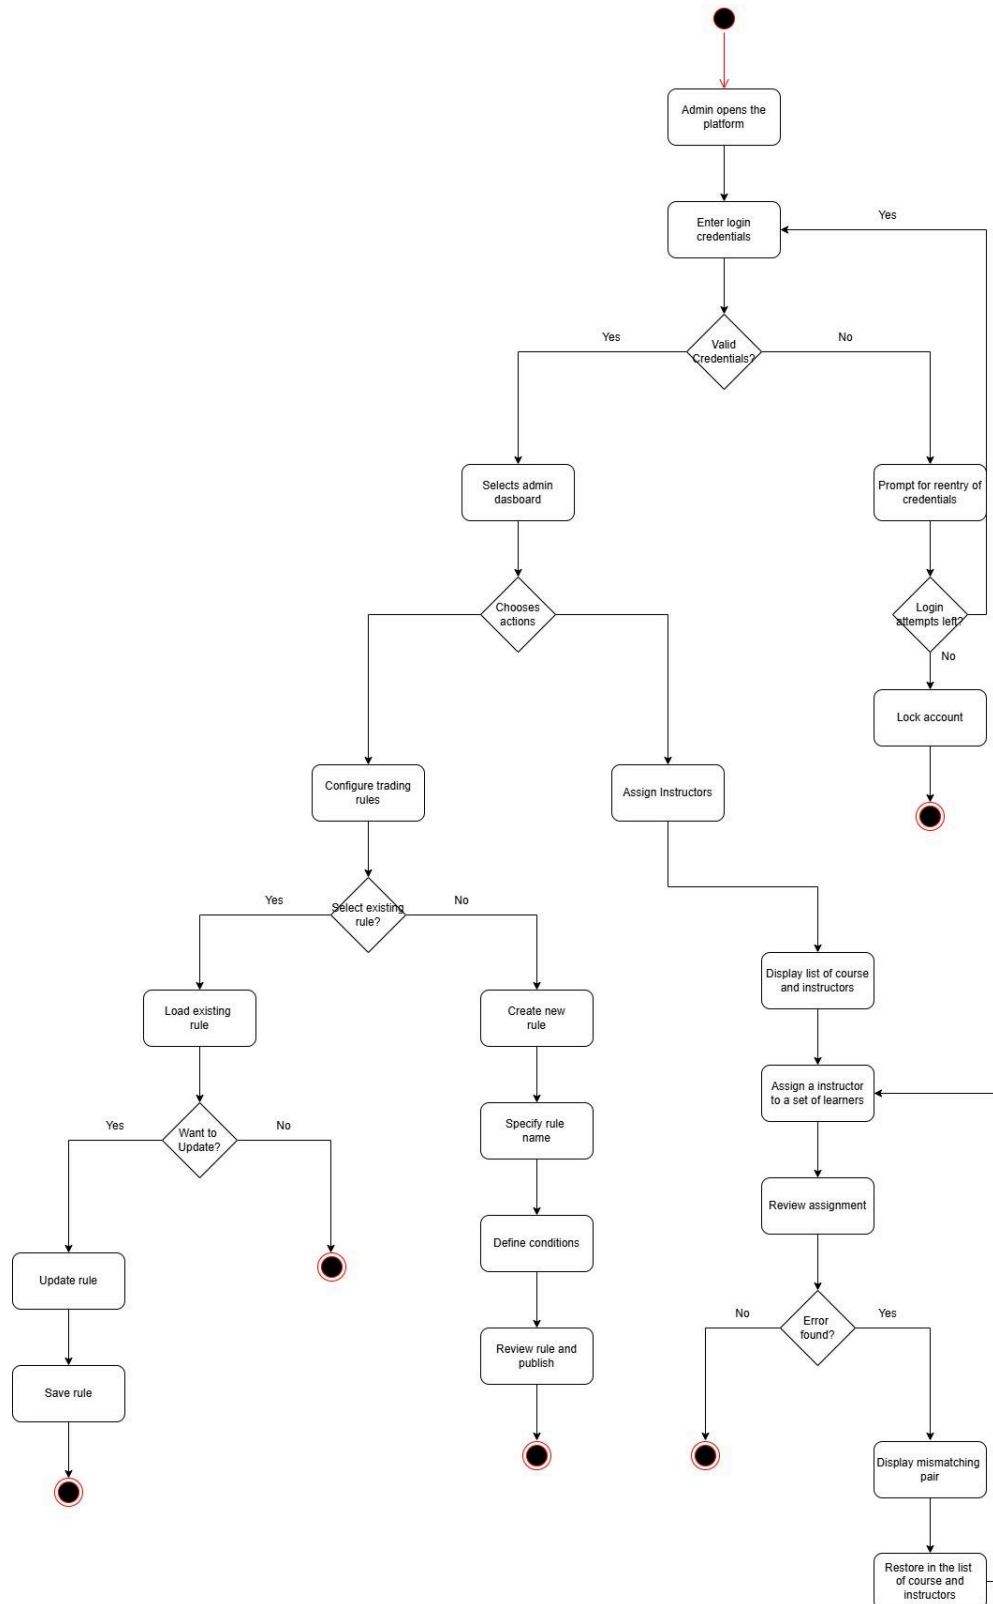 Admin opens the
platform
Enter login
credentials
Yes
Valid
Credentials?
Yes
No
Selects admin
dasboard
Prompt for reentry of
credentials
Chooses
actions
Login
attempts left?
No
Lock account
Configure trading
rules
Assign Instructors
Select existing
rule?
Yes
No
Display list of course
and instructors
Load existing
rule
Create new
rule
Assign a instructor
to a set of learners
Want to
Update?
Yes
No
Specify rule
name
Review assignment
Update rule
Define conditions
Error
found?
No
Yes
Review rule and
publish
Save rule
Display mismatching
pair
Restore in the list
of course and
instructors